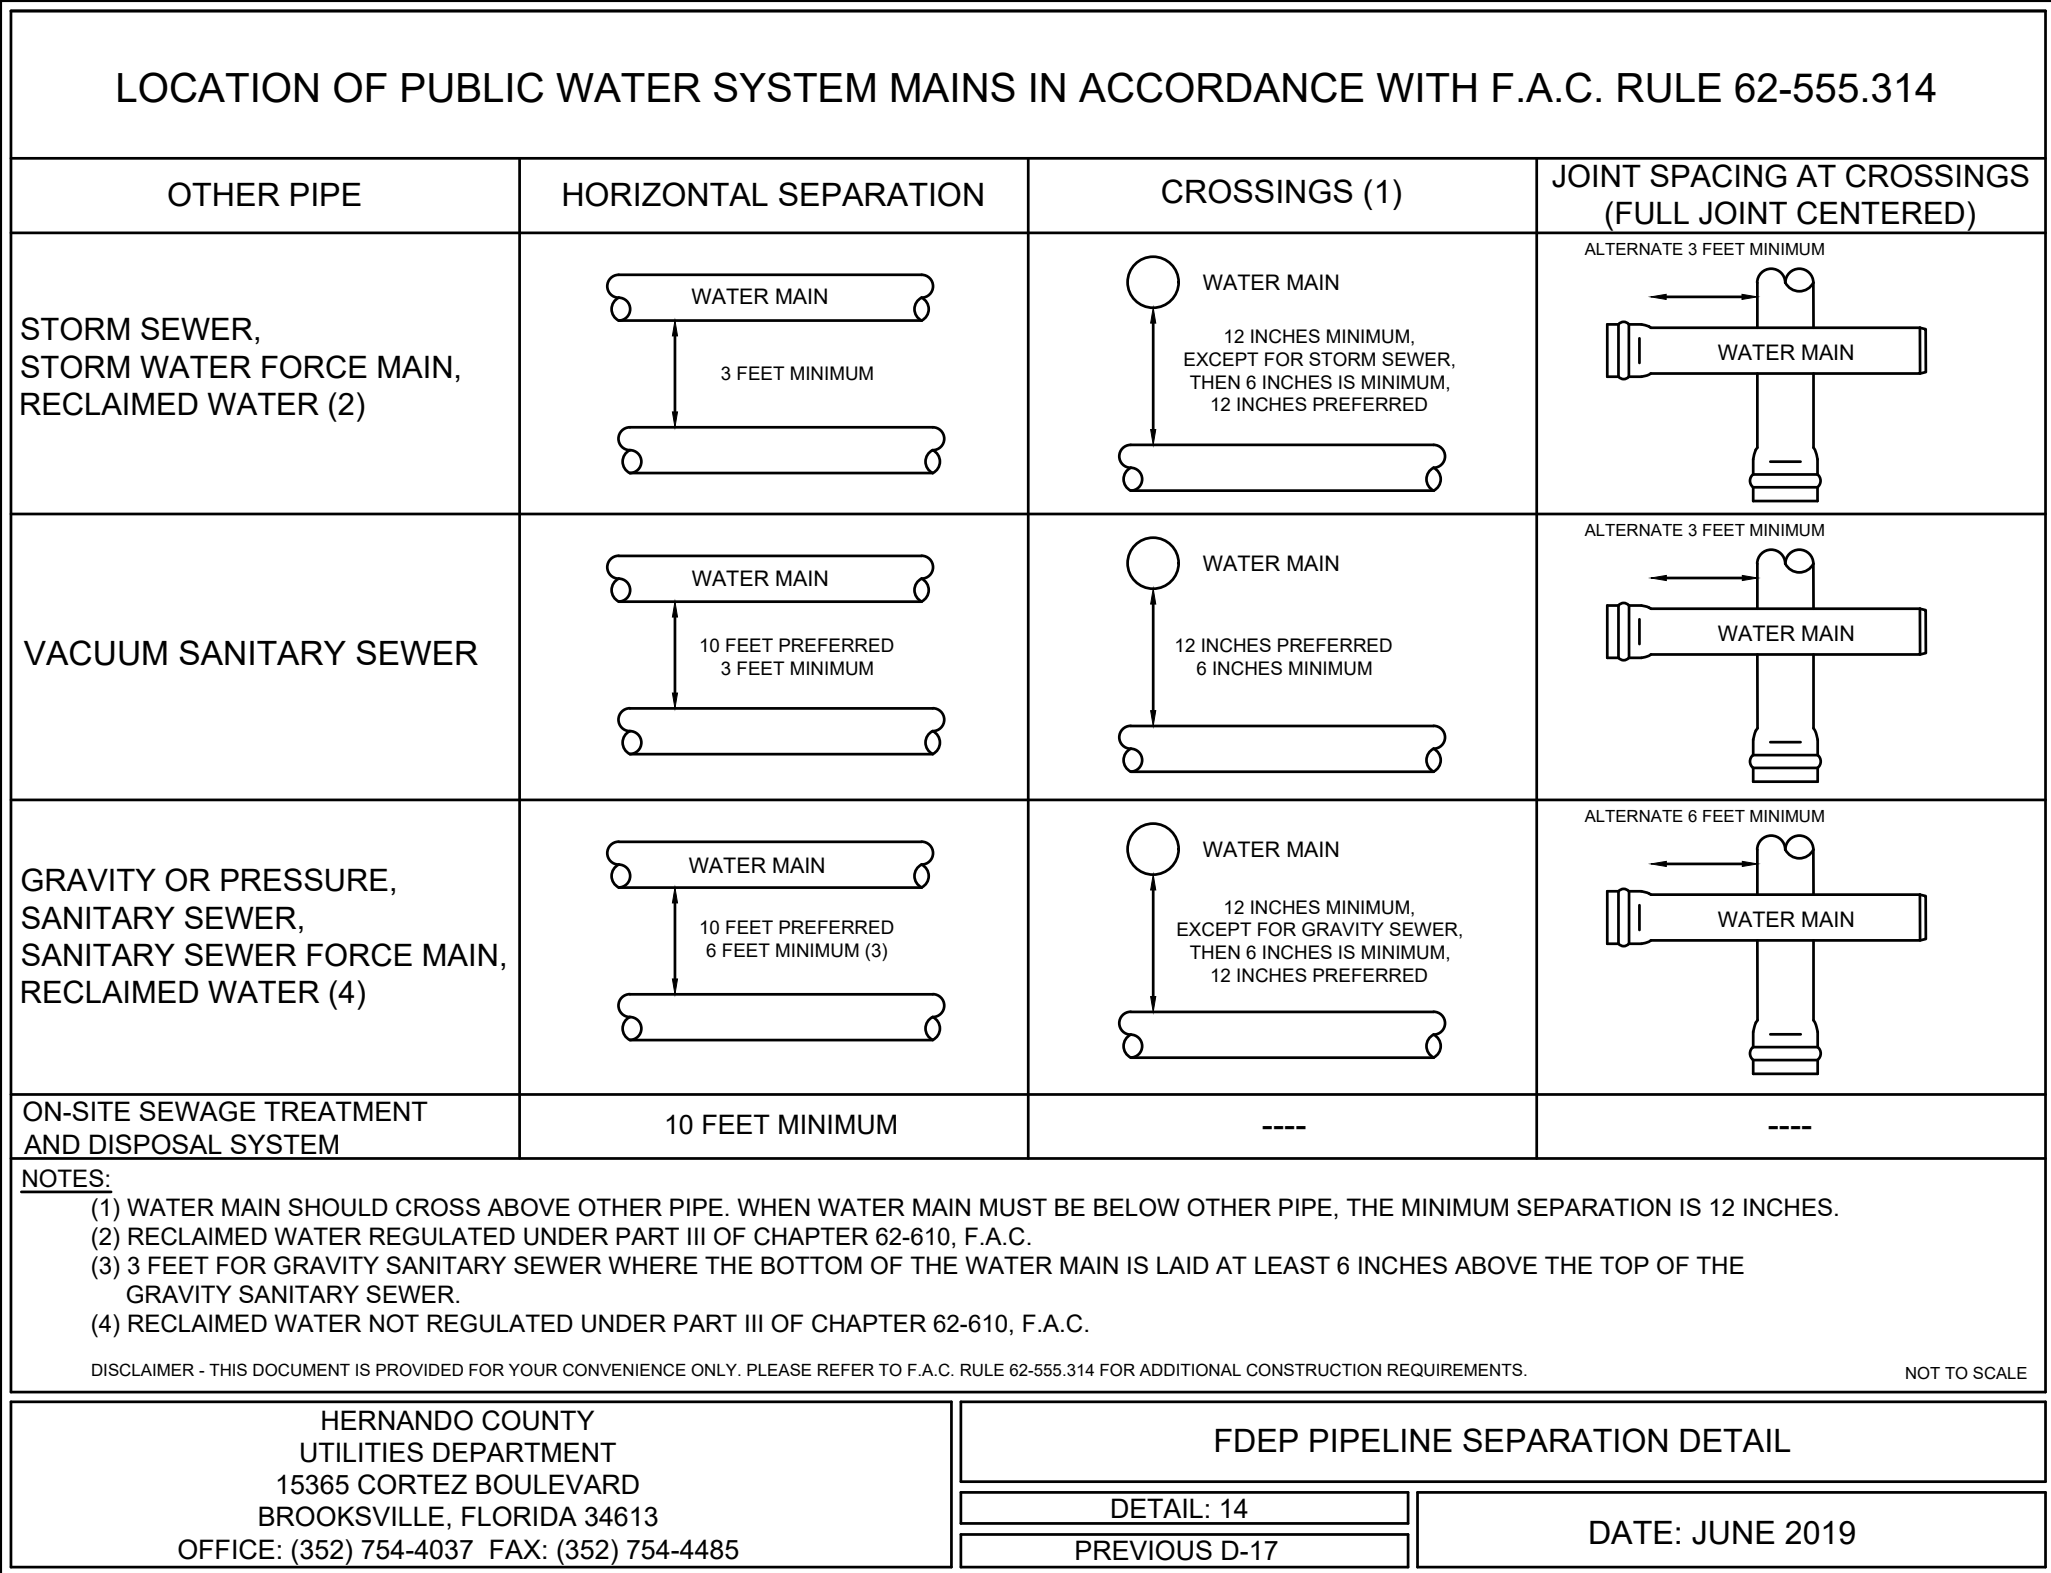 LOCATION OF PUBLIC WATER SYSTEM MAINS IN ACCORDANCE WITH F.A.C. RULE 62-555.314
OTHER PIPE
HORIZONTAL SEPARATION
CROSSINGS (1)
JOINT SPACING AT CROSSINGS
(FULL JOINT CENTERED)
STORM SEWER,
STORM WATER FORCE MAIN,
RECLAIMED WATER (2)
WATER MAIN
3 FEET MINIMUM
WATER MAIN
12 INCHES MINIMUM,
EXCEPT FOR STORM SEWER,
THEN 6 INCHES IS MINIMUM,
12 INCHES PREFERRED
ALTERNATE 3 FEET MINIMUM
WATER MAIN
VACUUM SANITARY SEWER
WATER MAIN
10 FEET PREFERRED
3 FEET MINIMUM
WATER MAIN
12 INCHES PREFERRED
6 INCHES MINIMUM
ALTERNATE 3 FEET MINIMUM
WATER MAIN
GRAVITY OR PRESSURE,
SANITARY SEWER,
SANITARY SEWER FORCE MAIN,
RECLAIMED WATER (4)
WATER MAIN
10 FEET PREFERRED
6 FEET MINIMUM (3)
WATER MAIN
12 INCHES MINIMUM,
EXCEPT FOR GRAVITY SEWER,
THEN 6 INCHES IS MINIMUM,
12 INCHES PREFERRED
ALTERNATE 6 FEET MINIMUM
WATER MAIN
ON-SITE SEWAGE TREATMENT
AND DISPOSAL SYSTEM
10 FEET MINIMUM
----
----
NOTES:
(1) WATER MAIN SHOULD CROSS ABOVE OTHER PIPE. WHEN WATER MAIN MUST BE BELOW OTHER PIPE, THE MINIMUM SEPARATION IS 12 INCHES.
(2) RECLAIMED WATER REGULATED UNDER PART III OF CHAPTER 62-610, F.A.C.
(3) 3 FEET FOR GRAVITY SANITARY SEWER WHERE THE BOTTOM OF THE WATER MAIN IS LAID AT LEAST 6 INCHES ABOVE THE TOP OF THE
GRAVITY SANITARY SEWER.
(4) RECLAIMED WATER NOT REGULATED UNDER PART III OF CHAPTER 62-610, F.A.C.
DISCLAIMER - THIS DOCUMENT IS PROVIDED FOR YOUR CONVENIENCE ONLY. PLEASE REFER TO F.A.C. RULE 62-555.314 FOR ADDITIONAL CONSTRUCTION REQUIREMENTS.
NOT TO SCALE
HERNANDO COUNTY
UTILITIES DEPARTMENT
15365 CORTEZ BOULEVARD
BROOKSVILLE, FLORIDA 34613
OFFICE: (352) 754-4037 FAX: (352) 754-4485
FDEP PIPELINE SEPARATION DETAIL
DETAIL: 14
PREVIOUS D-17
DATE: JUNE 2019